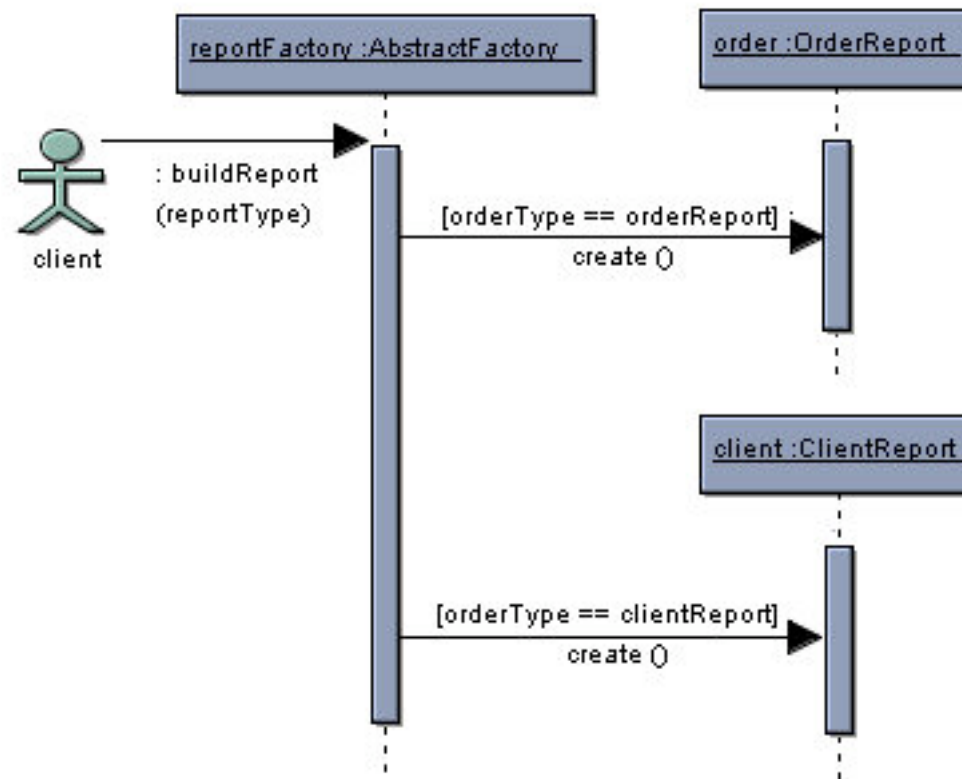 reportFactory :AbstractFactory
order :OrderReport
: buildReport
(reportType)
client
[orderType == orderReport] :
create ()
client :ClientReport
[orderType == clientReport]
create ()